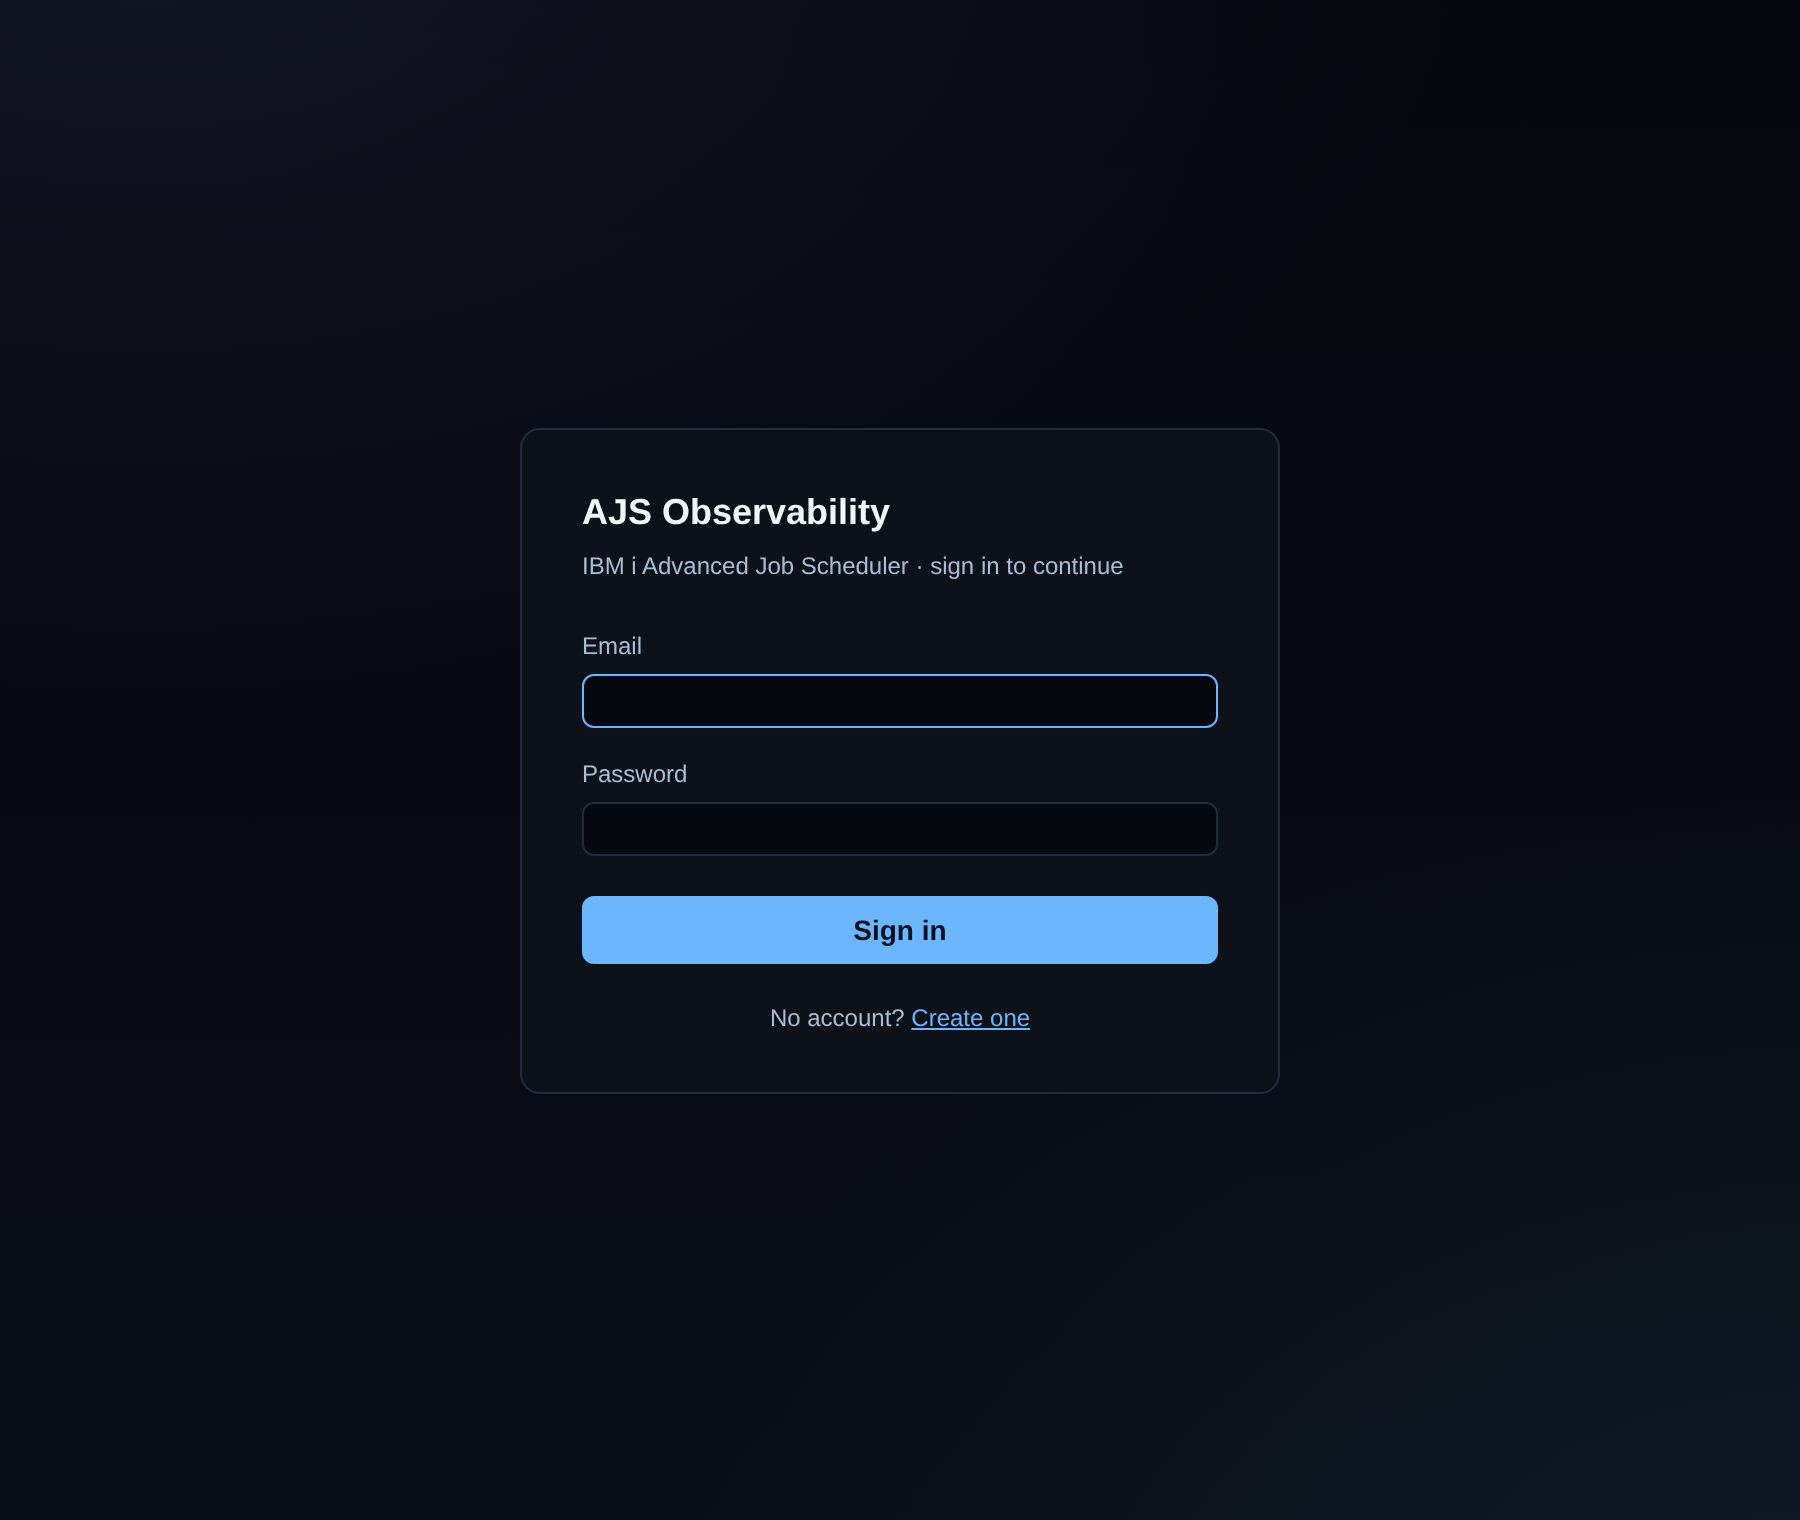 AJS Observability
IBM i Advanced Job Scheduler · sign in to continue
Email
Password
Sign in
No account? Create one